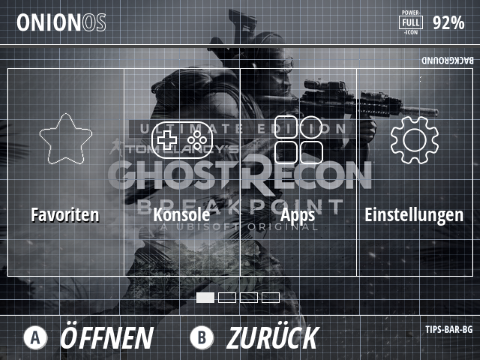 ONIONOS
POWER-
FULL
-ICON
92%
BACKGROUND
ULTIMATE EDITION
TOM CLANCY'S
GHOST RECON
BREAKPOINT
A UBISOFT ORIGINAL
Favoriten
Konsole
Apps
Einstellungen
A ÖFFNEN
B ZURÜCK
TIPS-BAR-BG